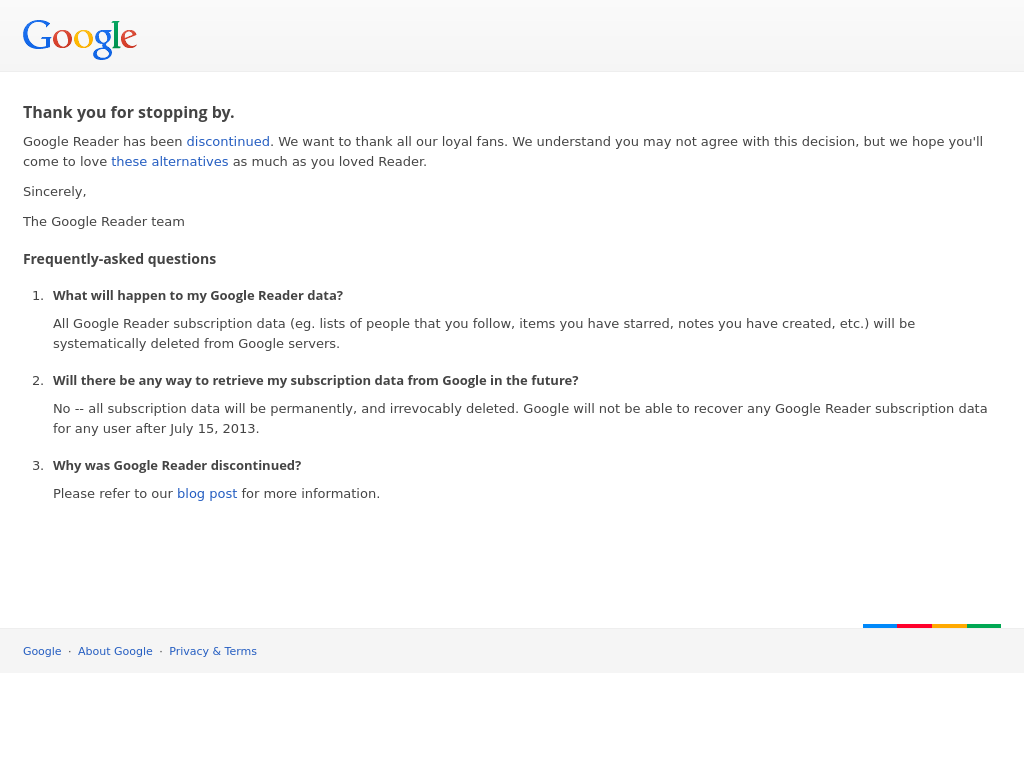 Google
Thank you for stopping by.
Google Reader has been discontinued. We want to thank all our loyal fans. We understand you may not agree with this decision, but we hope you'll
come to love these alternatives as much as you loved Reader.
Sincerely,
The Google Reader team
Frequently-asked questions
1. What will happen to my Google Reader data?
All Google Reader subscription data (eg. lists of people that you follow, items you have starred, notes you have created, etc.) will be
systematically deleted from Google servers.
2. Will there be any way to retrieve my subscription data from Google in the future?
No -- all subscription data will be permanently, and irrevocably deleted. Google will not be able to recover any Google Reader subscription data
for any user after July 15, 2013.
3. Why was Google Reader discontinued?
Please refer to our blog post for more information.
Google · About Google · Privacy & Terms